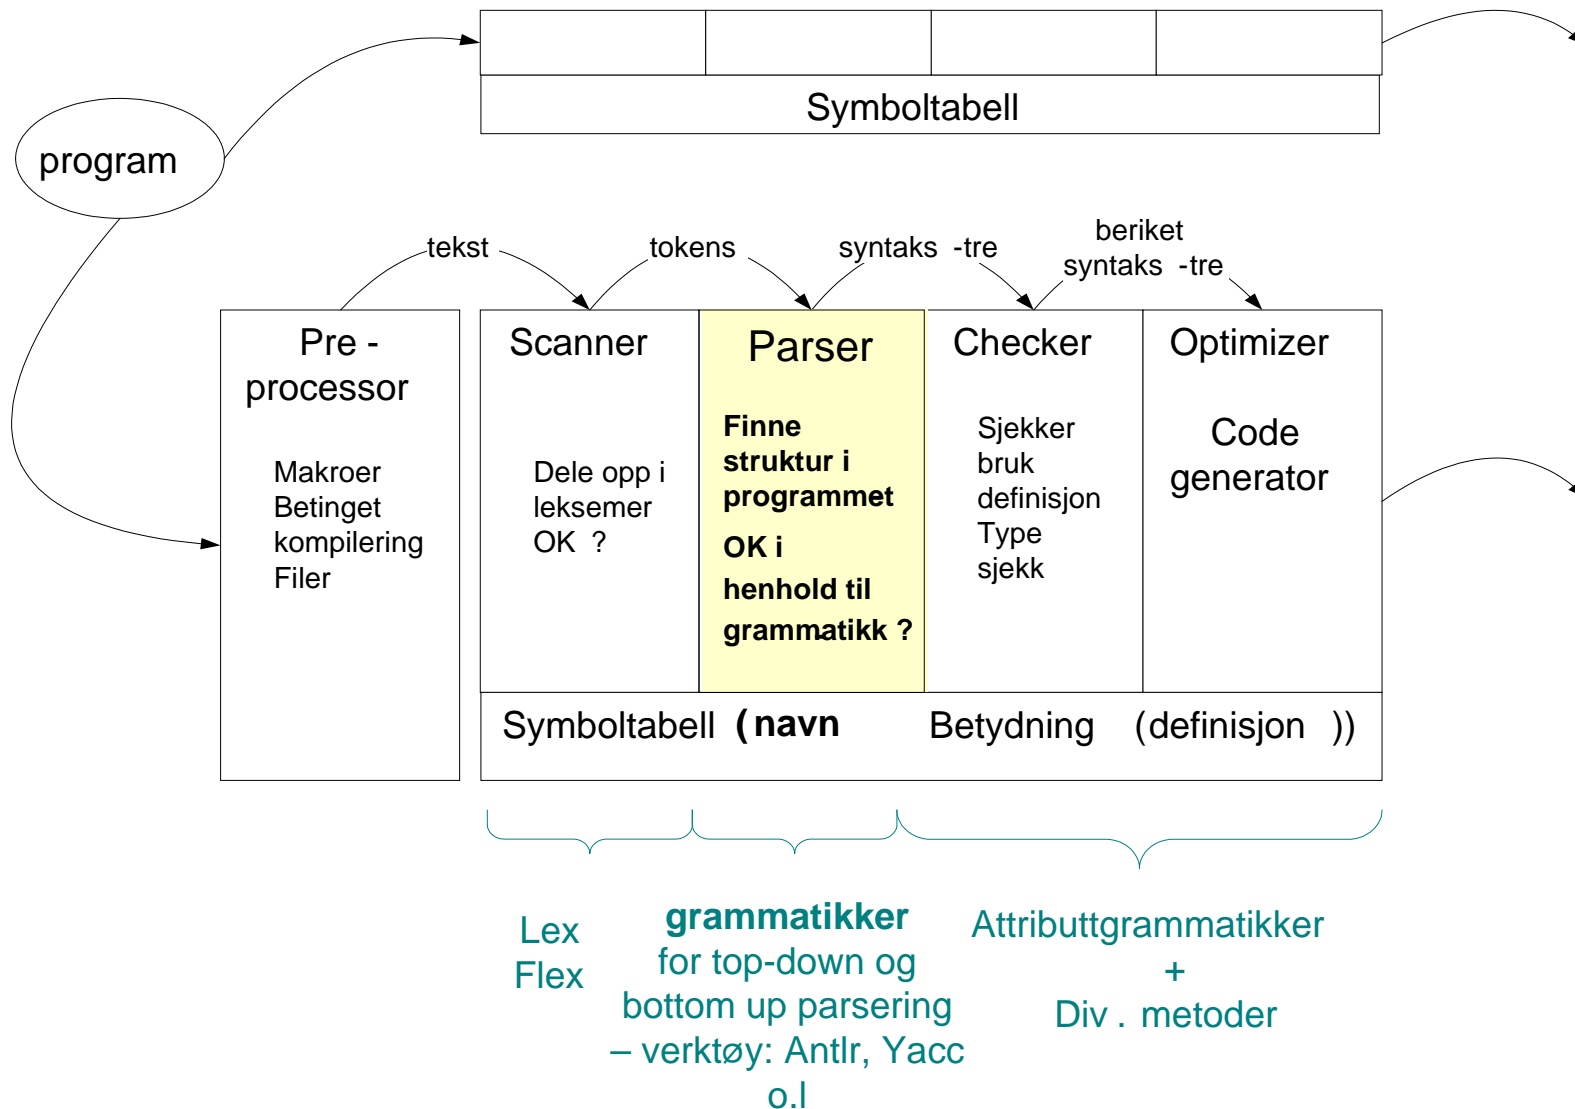 Symboltabell
program
tekst
tokens
syntaks -tre
beriket
syntaks -tre
Pre -
processor
Makroer
Betinget
kompilering
Filer
Scanner
Dele opp i
leksemer
OK ?
Parser
Finne
struktur i
programmet
OK i
henhold til
grammatikk ?
Checker
Sjekker
bruk
definisjon
Type
sjekk
Optimizer
Code
generator
Symboltabell (navn Betydning (definisjon ))
Lex
Flex
grammatikker
for top-down og
bottom up parsering
– verktøy: Antlr, Yacc
o.l
Attributtgrammatikker
+
Div . metoder